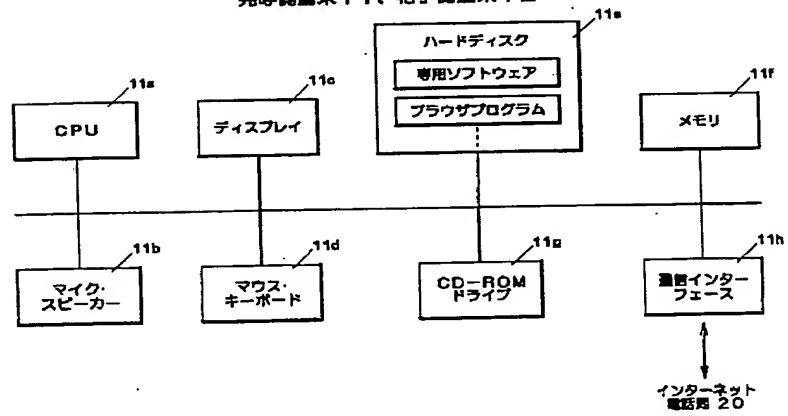 11e
ハードディスク
専用ソフトウェア
ブラウザプログラム
11a
CPU
11c
ディスプレイ
11f
メモリ
11b
マイク・
スピーカー
11d
マウス・
キーボード
11g
CD-ROM
ドライブ
11h
通信インター
フェース
インターネット
電話局 20